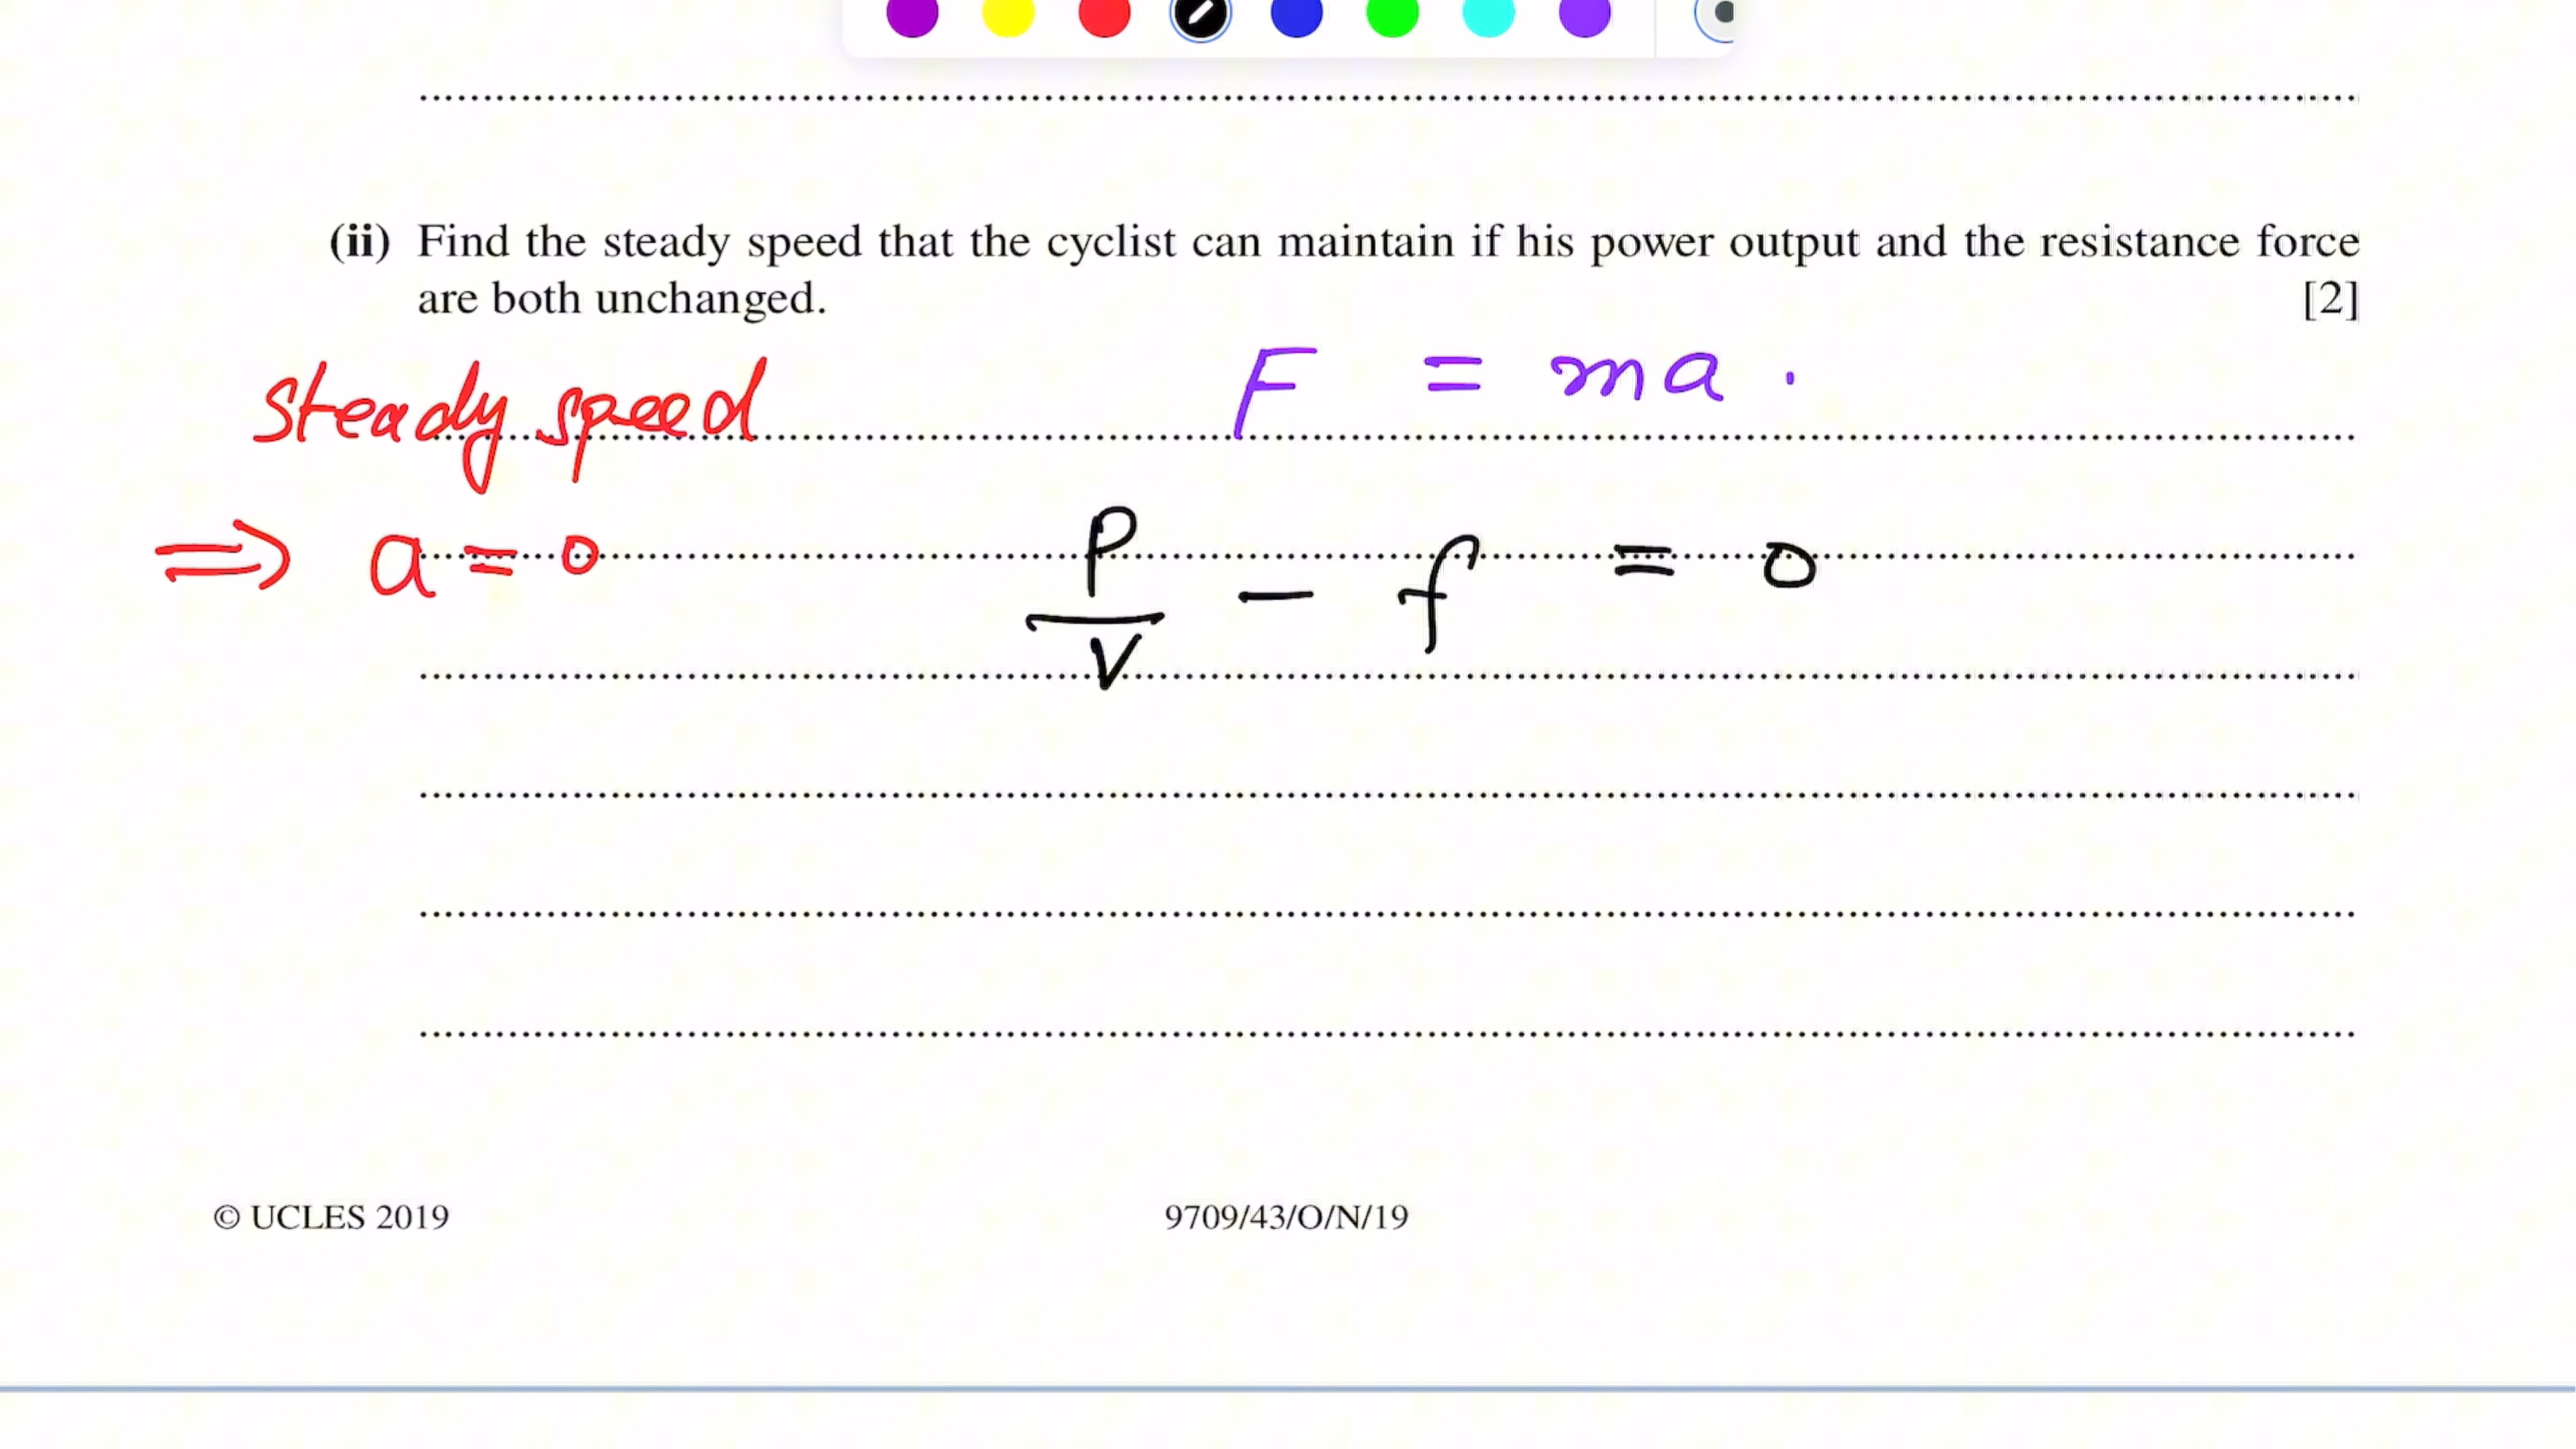 (ii) Find the steady speed that the cyclist can maintain if his power output and the resistance force
are both unchanged. [2]
steady speed F = ma.
⇒ a = 0 P/V - f = 0
© UCLES 2019 9709/43/O/N/19